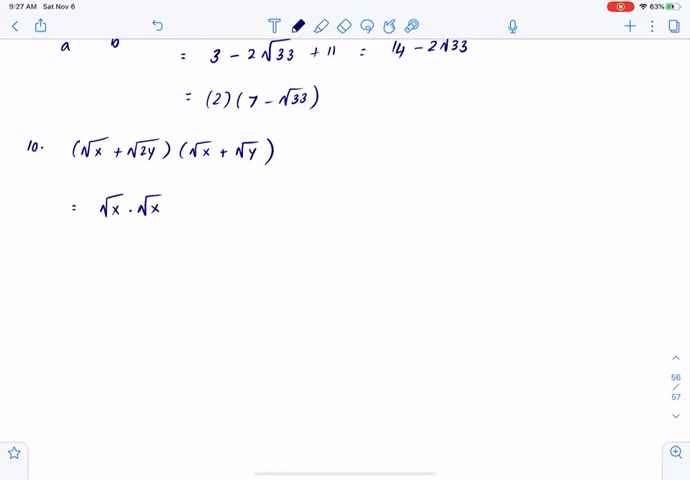 9:27 AM Sat Nov 6
63%
T
a b = 3 - 2√33 + 11 = 14 - 2√33
= (2) (7 - √33)
10. (√x + √2y) (√x + √y)
= √x · √x
56
/
57